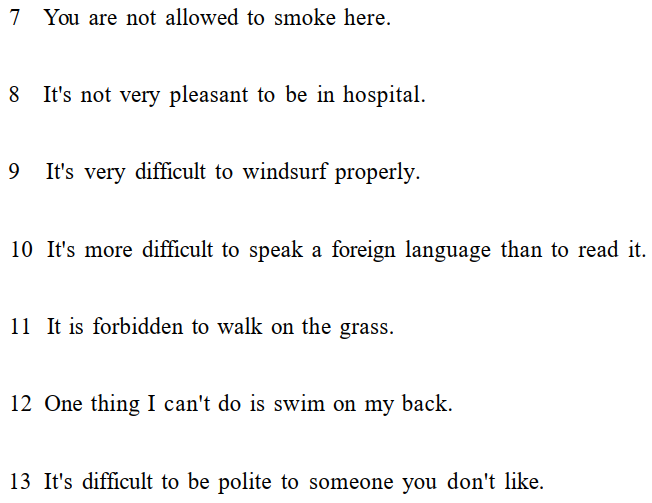 7 You are not allowed to smoke here.
8 It's not very pleasant to be in hospital.
9 It's very difficult to windsurf properly.
10 It's more difficult to speak a foreign language than to read it.
11 It is forbidden to walk on the grass.
12 One thing I can't do is swim on my back.
13 It's difficult to be polite to someone you don't like.